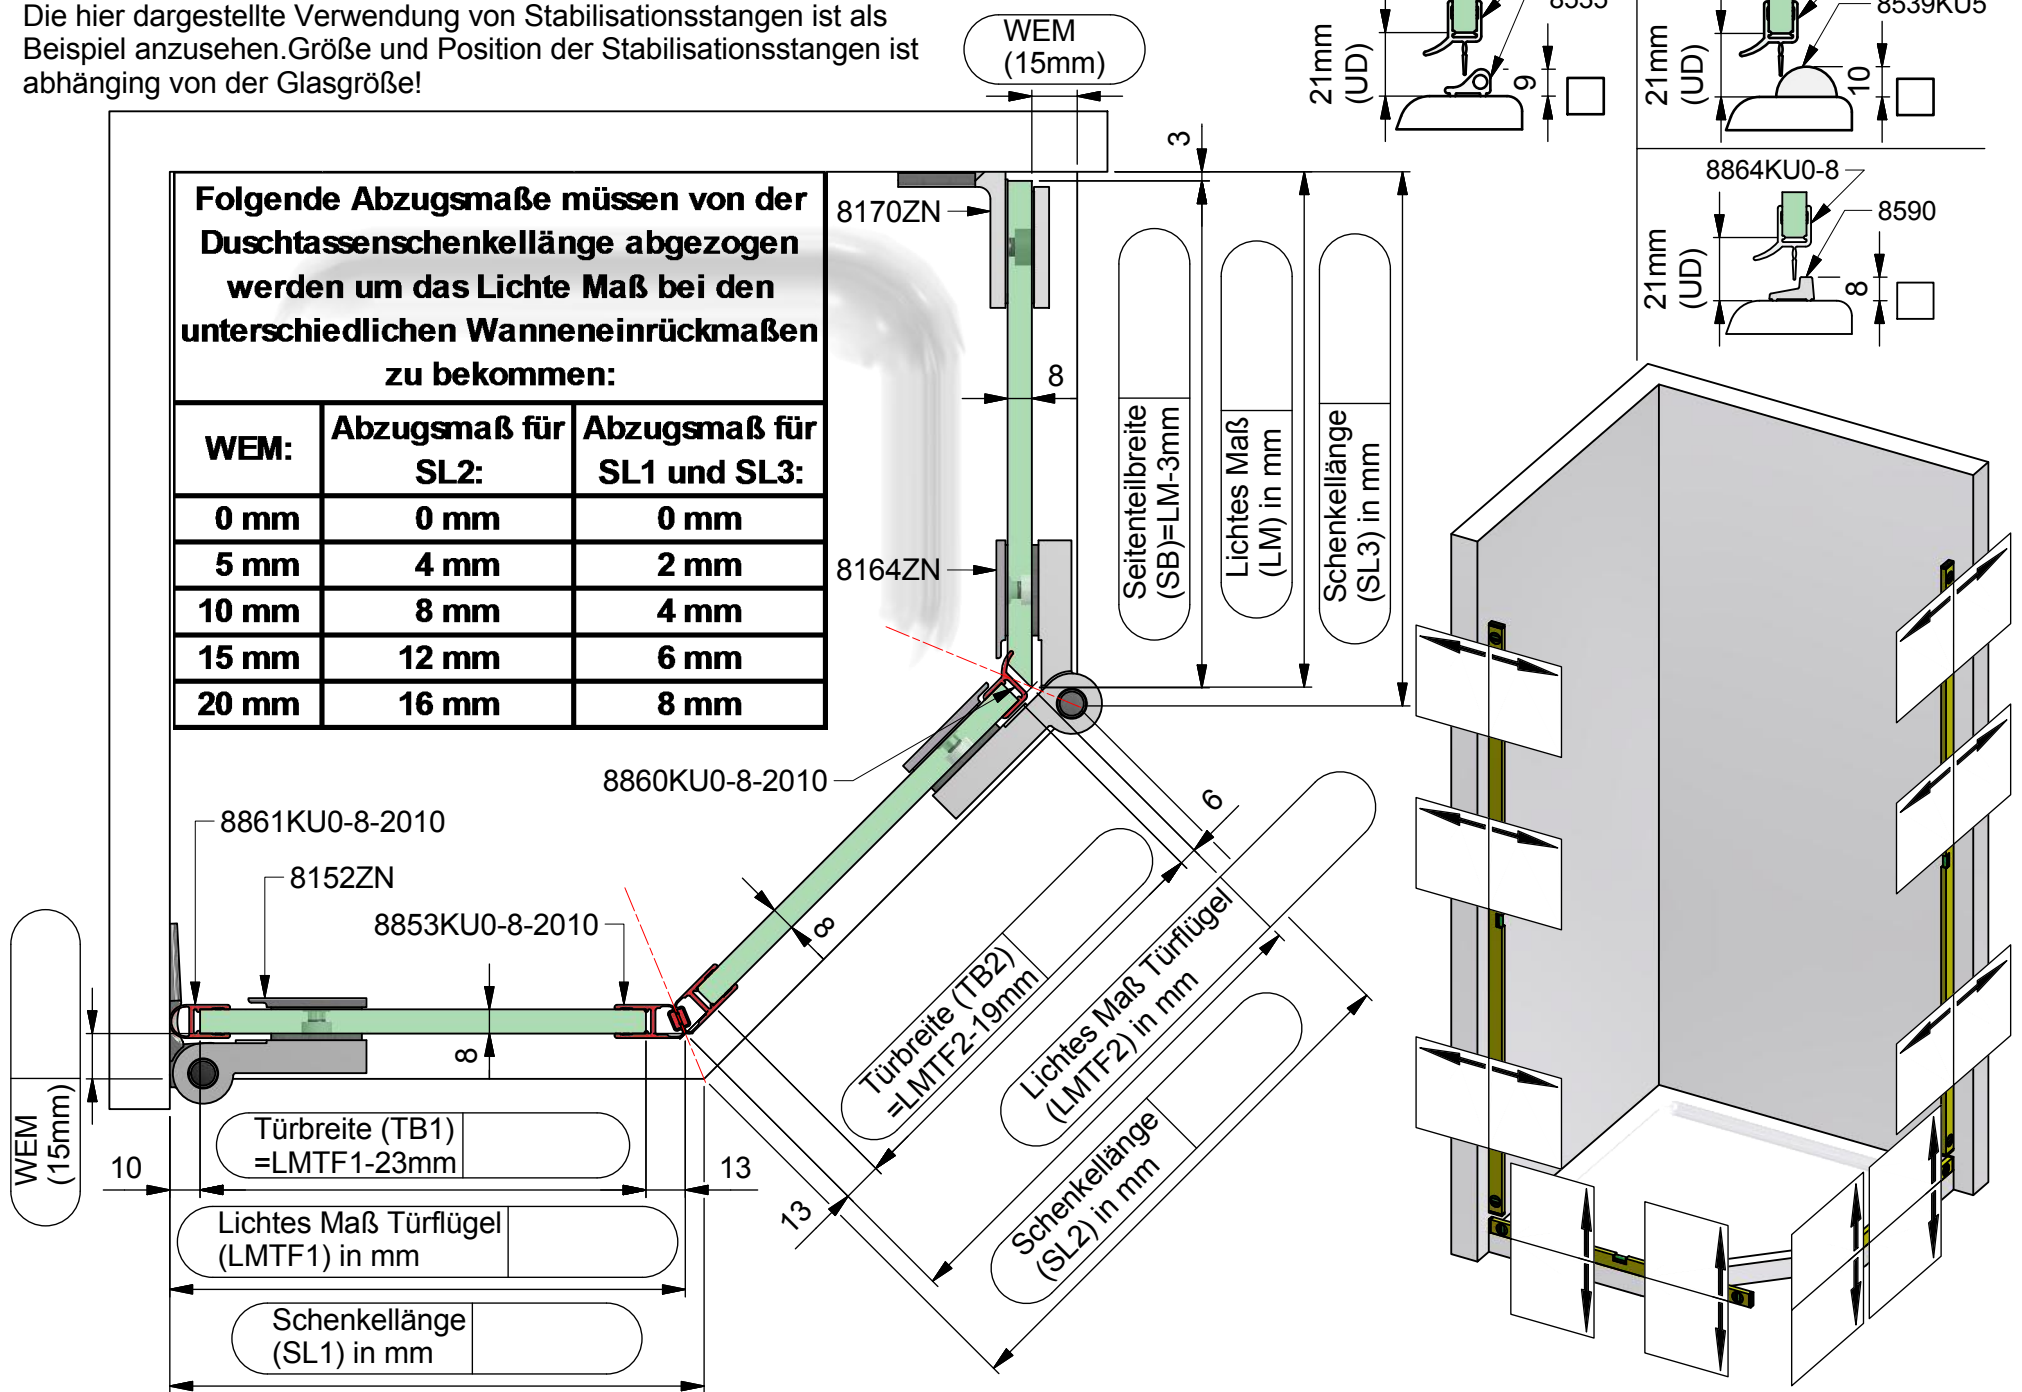 Die hier dargestellte Verwendung von Stabilisationsstangen ist als
Beispiel anzusehen.Größe und Position der Stabilisationsstangen ist
abhänging von der Glasgröße!
WEM
(15mm)
21mm
(UD)
9
21mm
(UD)
8539KU5
10
8864KU0-8
8590
21mm
(UD)
8
3
Folgende Abzugsmaße müssen von der
Duschtassenschenkellänge abgezogen
werden um das Lichte Maß bei den
unterschiedlichen Wanneneinrückmaßen
zu bekommen:
WEM:
Abzugsmaß für
SL2:
Abzugsmaß für
SL1 und SL3:
0 mm 0 mm 0 mm
5 mm 4 mm 2 mm
10 mm 8 mm 4 mm
15 mm 12 mm 6 mm
20 mm 16 mm 8 mm
8170ZN
8
8164ZN
Seitenteilbreite
(SB)=LM-3mm
Lichtes Maß
(LM) in mm
Schenkellänge
(SL3) in mm
8860KU0-8-2010
8861KU0-8-2010
8152ZN
8853KU0-8-2010
8
8
6
Türbreite (TB2)
=LMTF2-19mm
Lichtes Maß Türflügel
(LMTF2) in mm
Schenkellänge
(SL2) in mm
13
WEM
(15mm)
10
Türbreite (TB1)
=LMTF1-23mm
13
Lichtes Maß Türflügel
(LMTF1) in mm
Schenkellänge
(SL1) in mm